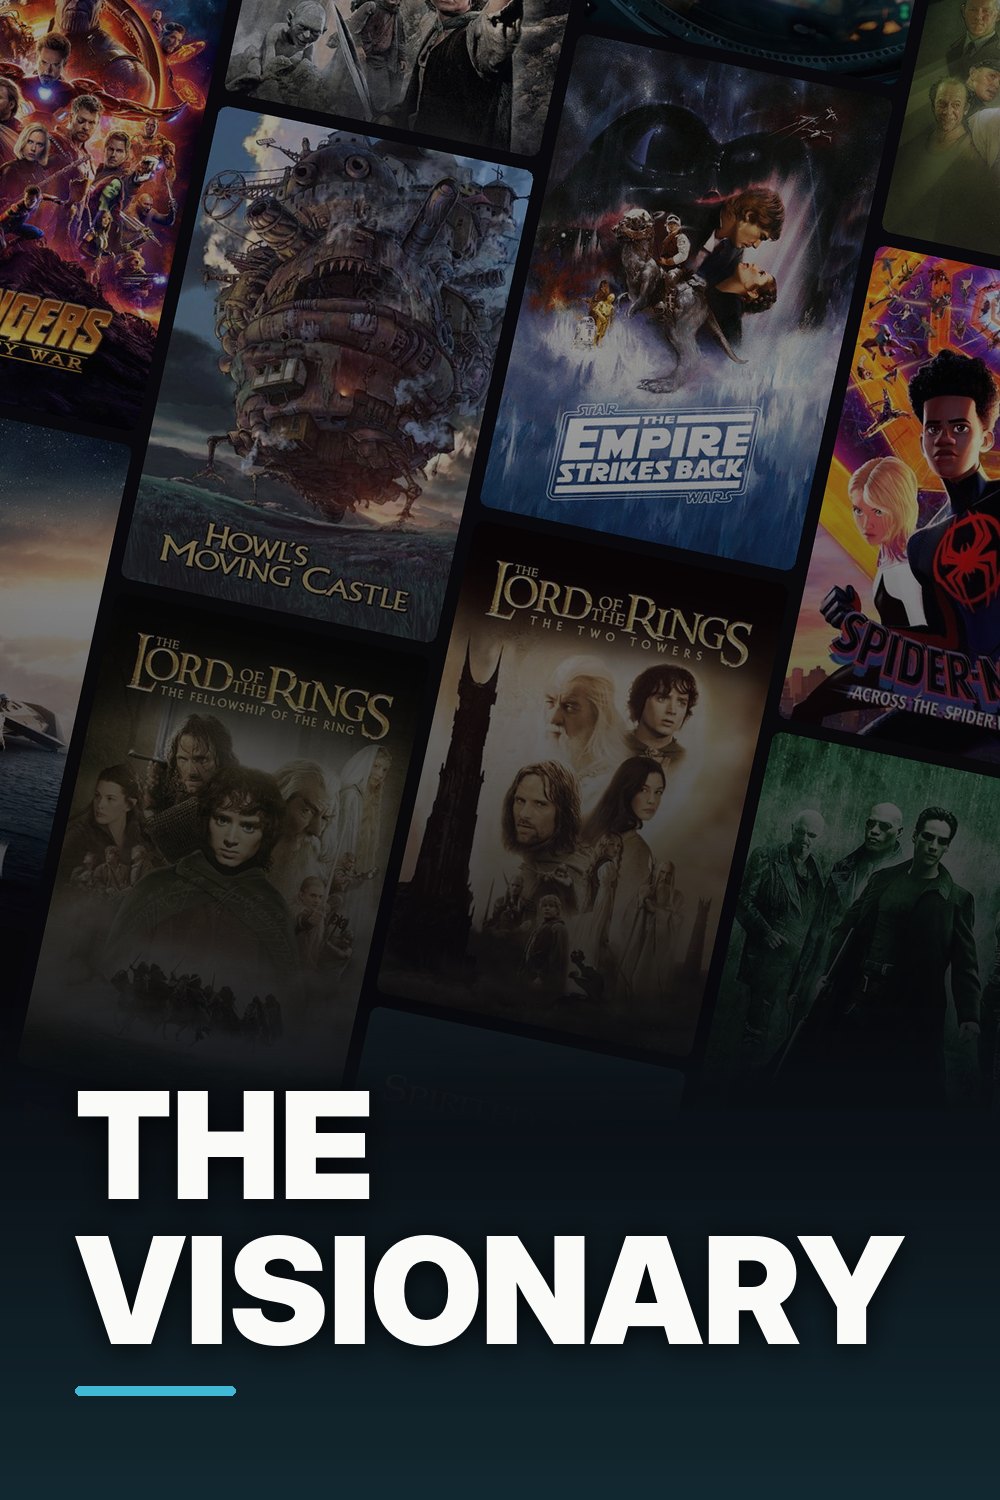 NGERS
Y WAR
HOWL'S
MOVING CASTLE
STAR
THE
EMPIRE
STRIKES BACK
WARS
THE
LORD OF THE RINGS
THE TWO TOWERS
THE
LORD OF THE RINGS
THE FELLOWSHIP OF THE RING
SPIDER-
ACROSS THE SPIDER
SPIRIT
THE
VISIONARY